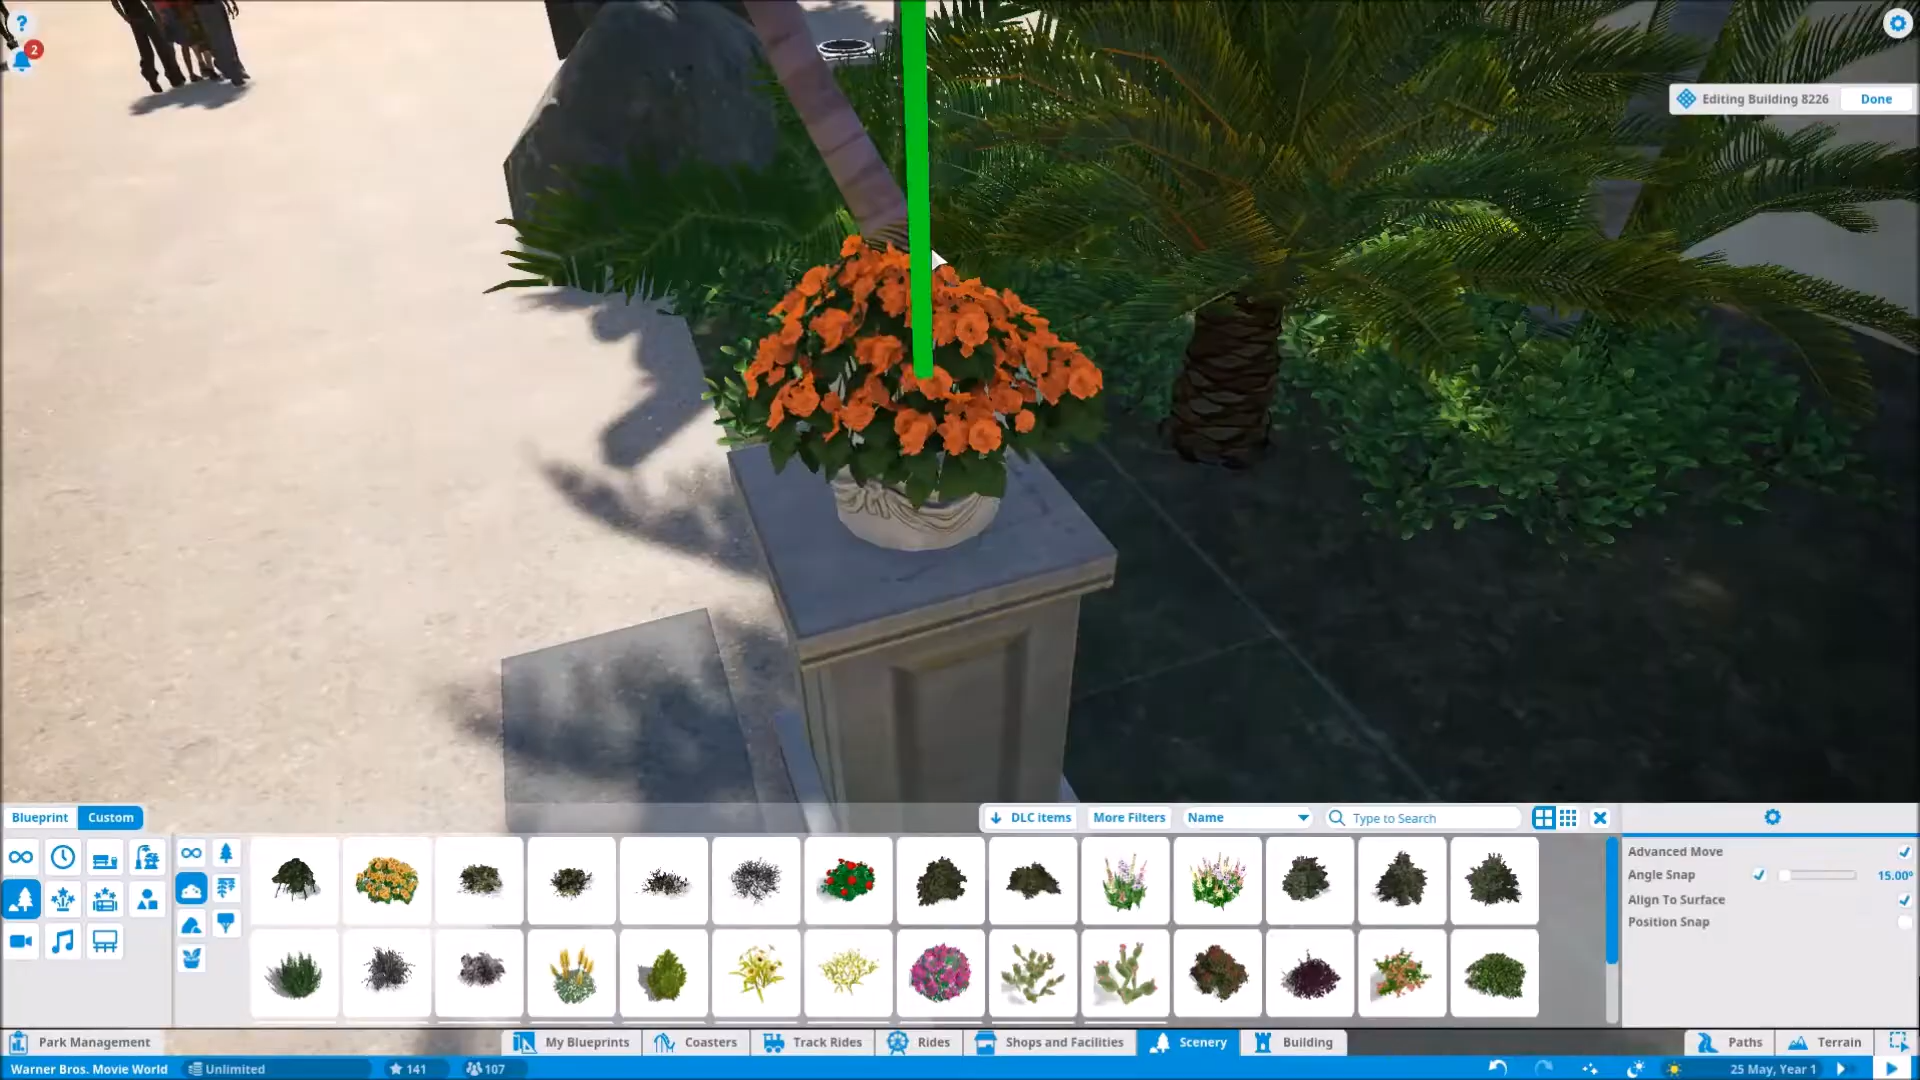 ?
2
Editing Building 8226 Done
Blueprint Custom
DLC items More Filters Name Type to Search
Advanced Move
Angle Snap 15.00°
Align To Surface
Position Snap
Park Management My Blueprints Coasters Track Rides Rides Shops and Facilities Scenery Building Paths Terrain
Warner Bros. Movie World Unlimited 141 107 25 May, Year 1